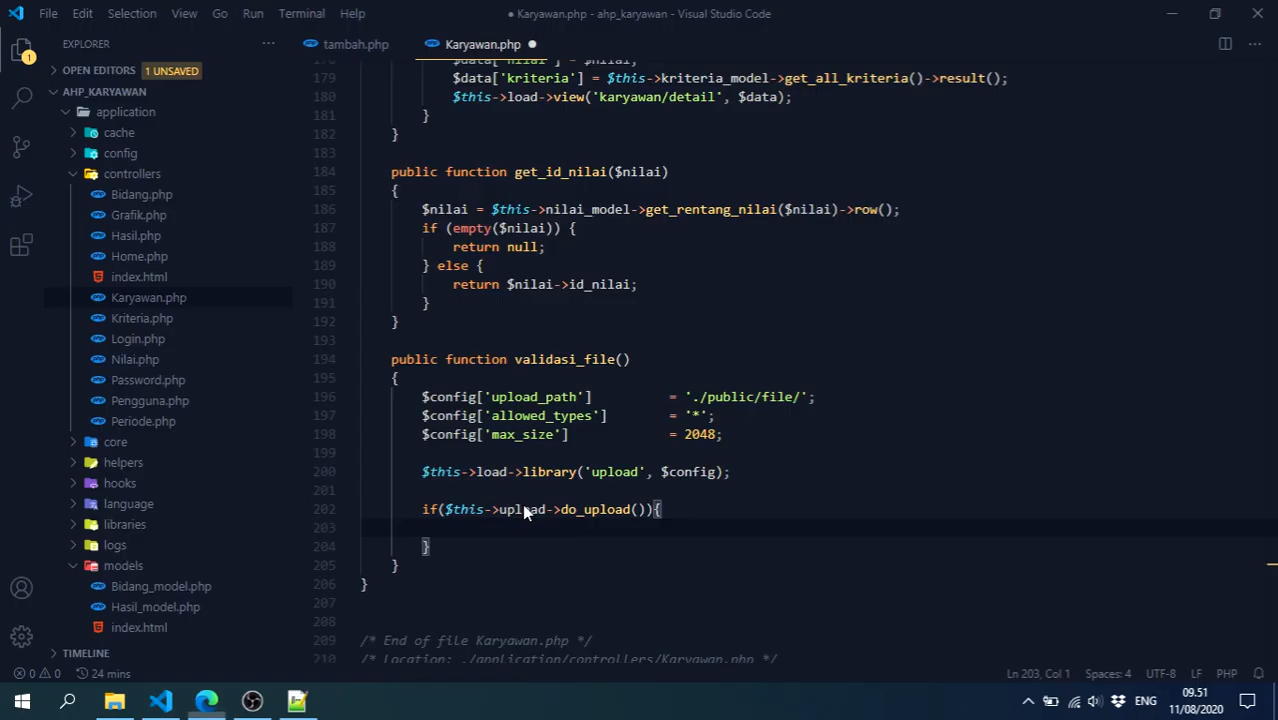 File Edit Selection View Go Run Terminal Help
● Karyawan.php - ahp_karyawan - Visual Studio Code
EXPLORER
tambah.php
Karyawan.php
OPEN EDITORS 1 UNSAVED
AHP_KARYAWAN
application
cache
config
controllers
Bidang.php
Grafik.php
Hasil.php
Home.php
index.html
Karyawan.php
Kriteria.php
Login.php
Nilai.php
Password.php
Pengguna.php
Periode.php
core
helpers
hooks
language
libraries
logs
models
Bidang_model.php
Hasil_model.php
index.html
TIMELINE
1
178 $data['nilai'] = $nilai;
179 $data['kriteria'] = $this->kriteria_model->get_all_kriteria()->result();
180 $this->load->view('karyawan/detail', $data);
181 }
182 }
183
184 public function get_id_nilai($nilai)
185 {
186 $nilai = $this->nilai_model->get_rentang_nilai($nilai)->row();
187 if (empty($nilai)) {
188 return null;
189 } else {
190 return $nilai->id_nilai;
191 }
192 }
193
194 public function validasi_file()
195 {
196 $config['upload_path'] = './public/file/';
197 $config['allowed_types'] = '*';
198 $config['max_size'] = 2048;
199
200 $this->load->library('upload', $config);
201
202 if($this->upload->do_upload()){
203
204 }
205 }
206 }
207
208
209 /* End of file Karyawan.php */
210 /* Location: ./application/controllers/Karyawan.php */
0 0 24 mins
Ln 203, Col 1 Spaces: 4 UTF-8 LF PHP
ENG
09.51
11/08/2020